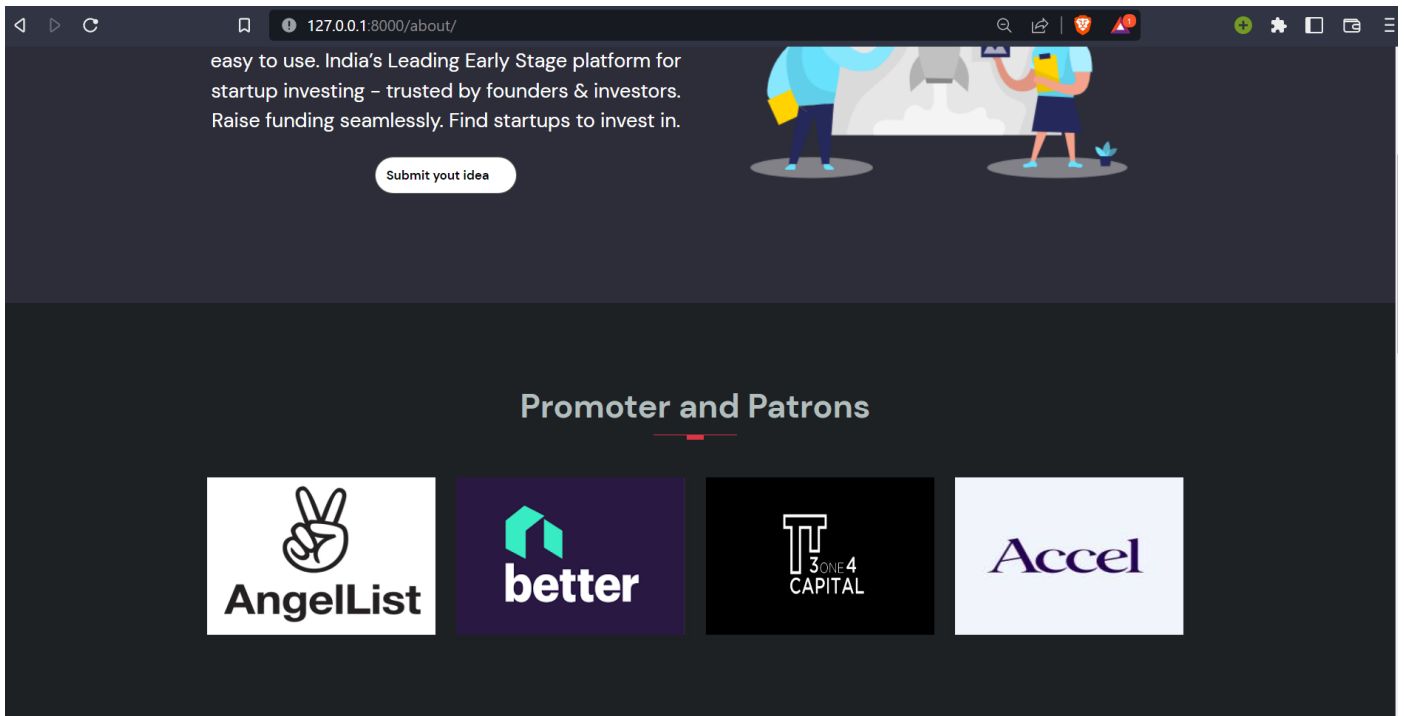 127.0.0.1:8000/about/
1
easy to use. India’s Leading Early Stage platform for
startup investing – trusted by founders & investors.
Raise funding seamlessly. Find startups to invest in.
Submit yout idea
Promoter and Patrons
AngelList
better
3ONE4
CAPITAL
Accel